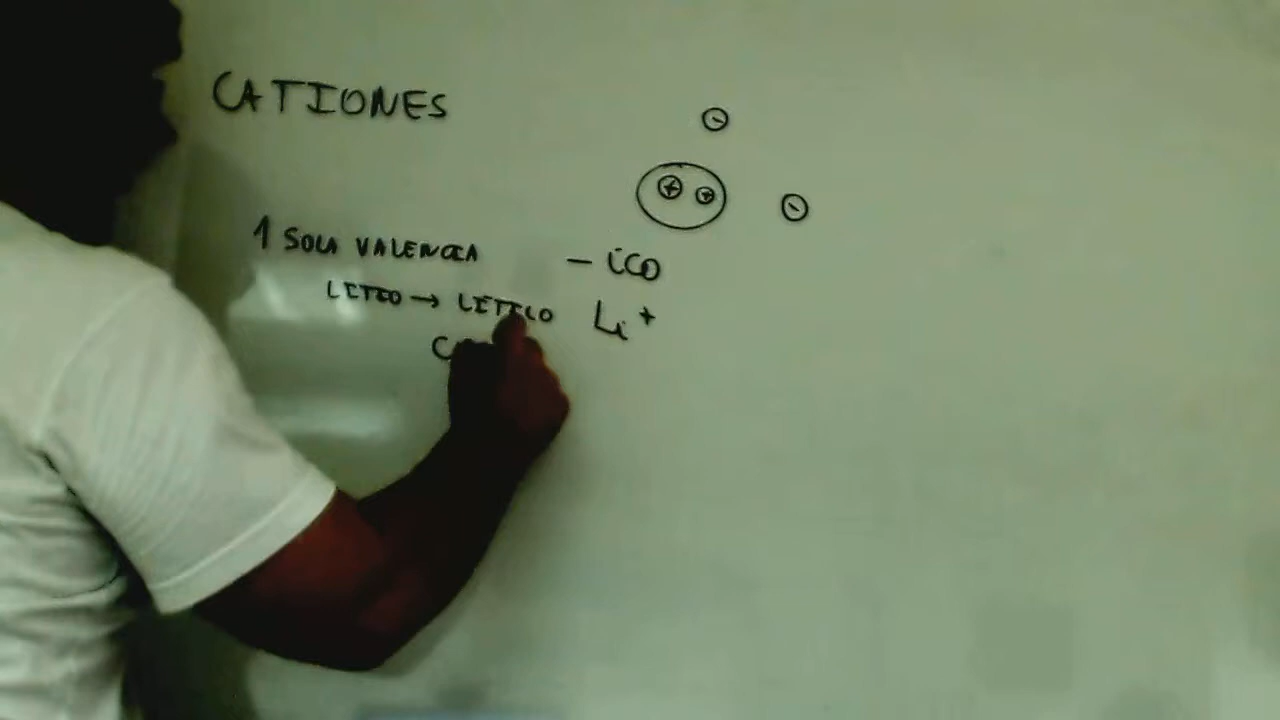 CATIONES
1 SOLA VALENCIA - ico
LITIO → LITICO Li+
C